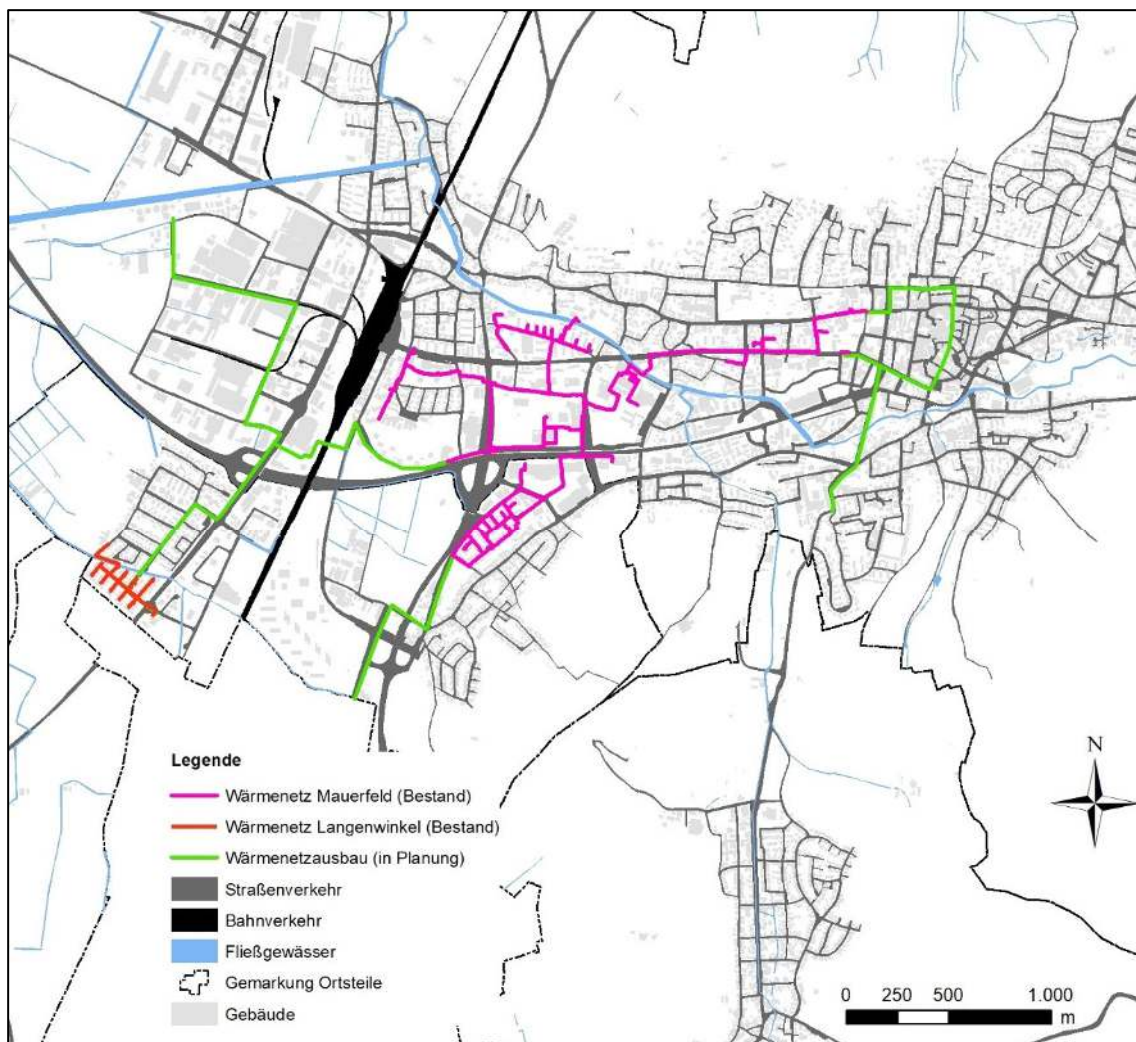 Legende
Wärmenetz Mauerfeld (Bestand)
Wärmenetz Langenwinkel (Bestand)
Wärmenetzausbau (in Planung)
Straßenverkehr
Bahnverkehr
Fließgewässer
Gemarkung Ortsteile
Gebäude
N
0 250 500 1.000
m